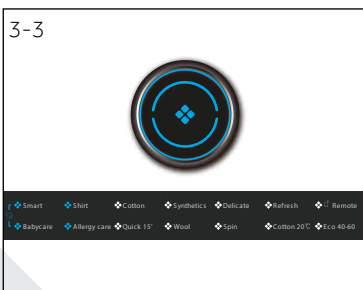 3-3
Smart Shirt Cotton Synthetics Delicate Refresh Remote
Babycare Allergy care Quick 15' Wool Spin Cotton 20℃ Eco 40-60